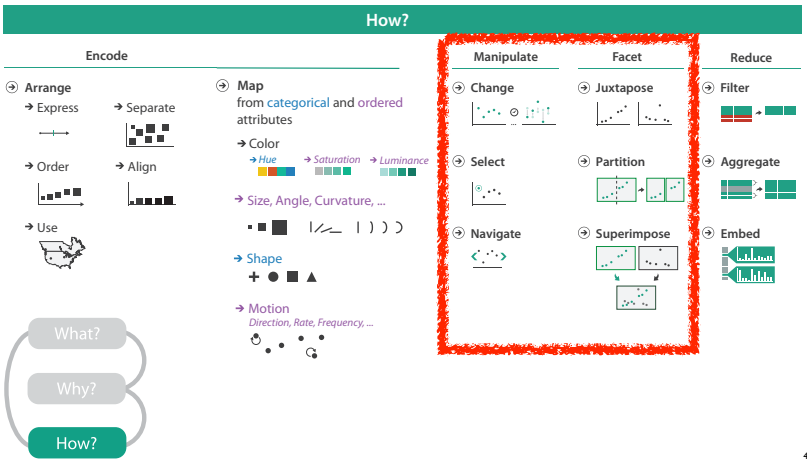 How?
Encode
Arrange
Express
Separate
Order
Align
Use
Map
from categorical and ordered
attributes
Color
Hue
Saturation
Luminance
Size, Angle, Curvature, ...
Shape
Motion
Direction, Rate, Frequency, ...
Manipulate
Change
...
Select
Navigate
Facet
Juxtapose
Partition
Superimpose
Reduce
Filter
Aggregate
Embed
What?
Why?
How?
4